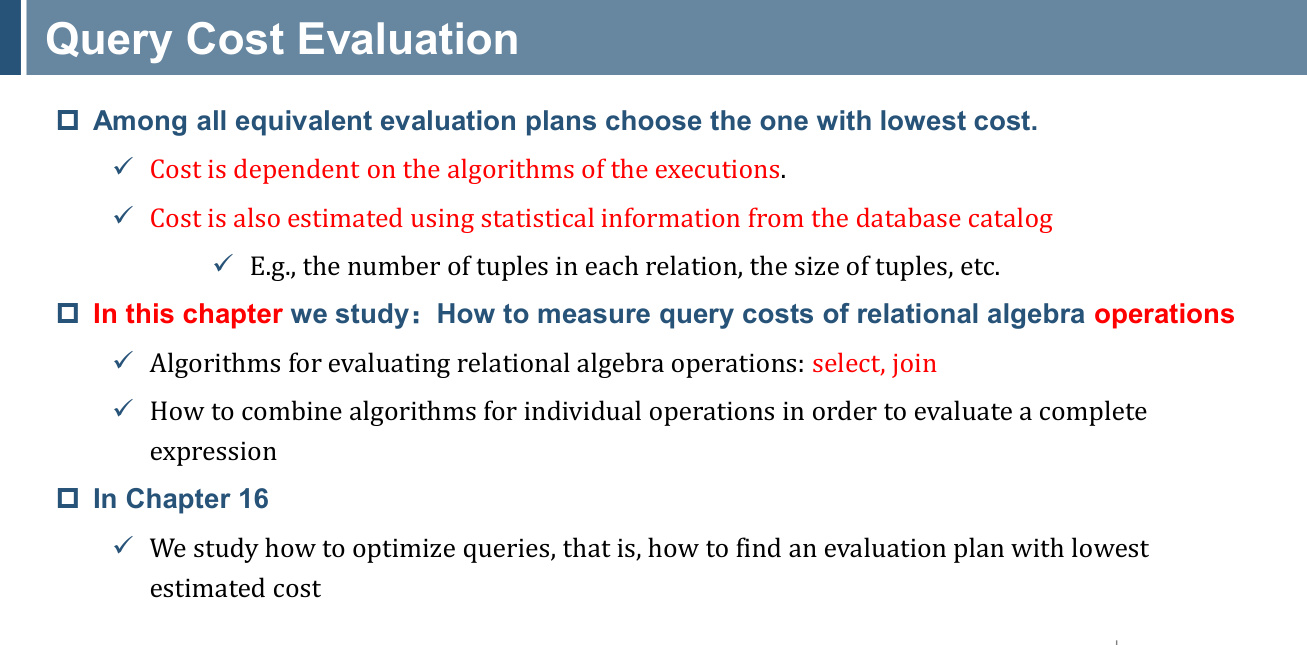 Query Cost Evaluation
Among all equivalent evaluation plans choose the one with lowest cost.
Cost is dependent on the algorithms of the executions.
Cost is also estimated using statistical information from the database catalog
E.g., the number of tuples in each relation, the size of tuples, etc.
In this chapter we study：How to measure query costs of relational algebra operations
Algorithms for evaluating relational algebra operations: select, join
How to combine algorithms for individual operations in order to evaluate a complete
expression
In Chapter 16
We study how to optimize queries, that is, how to find an evaluation plan with lowest
estimated cost